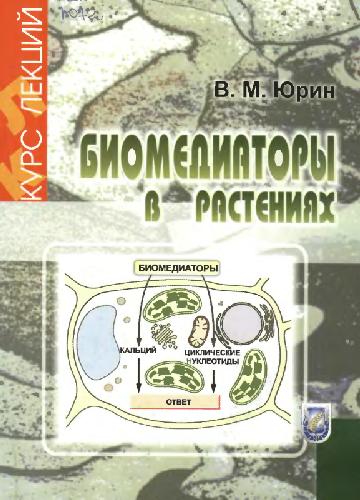 КУРС ЛЕКЦИЙ
В. М. Юрин
БИОМЕДИАТОРЫ
В РАСТЕНИЯХ
БИОМЕДИАТОРЫ
КАЛЬЦИЙ
ЦИКЛИЧЕСКИЕ
НУКЛЕОТИДЫ
ОТВЕТ